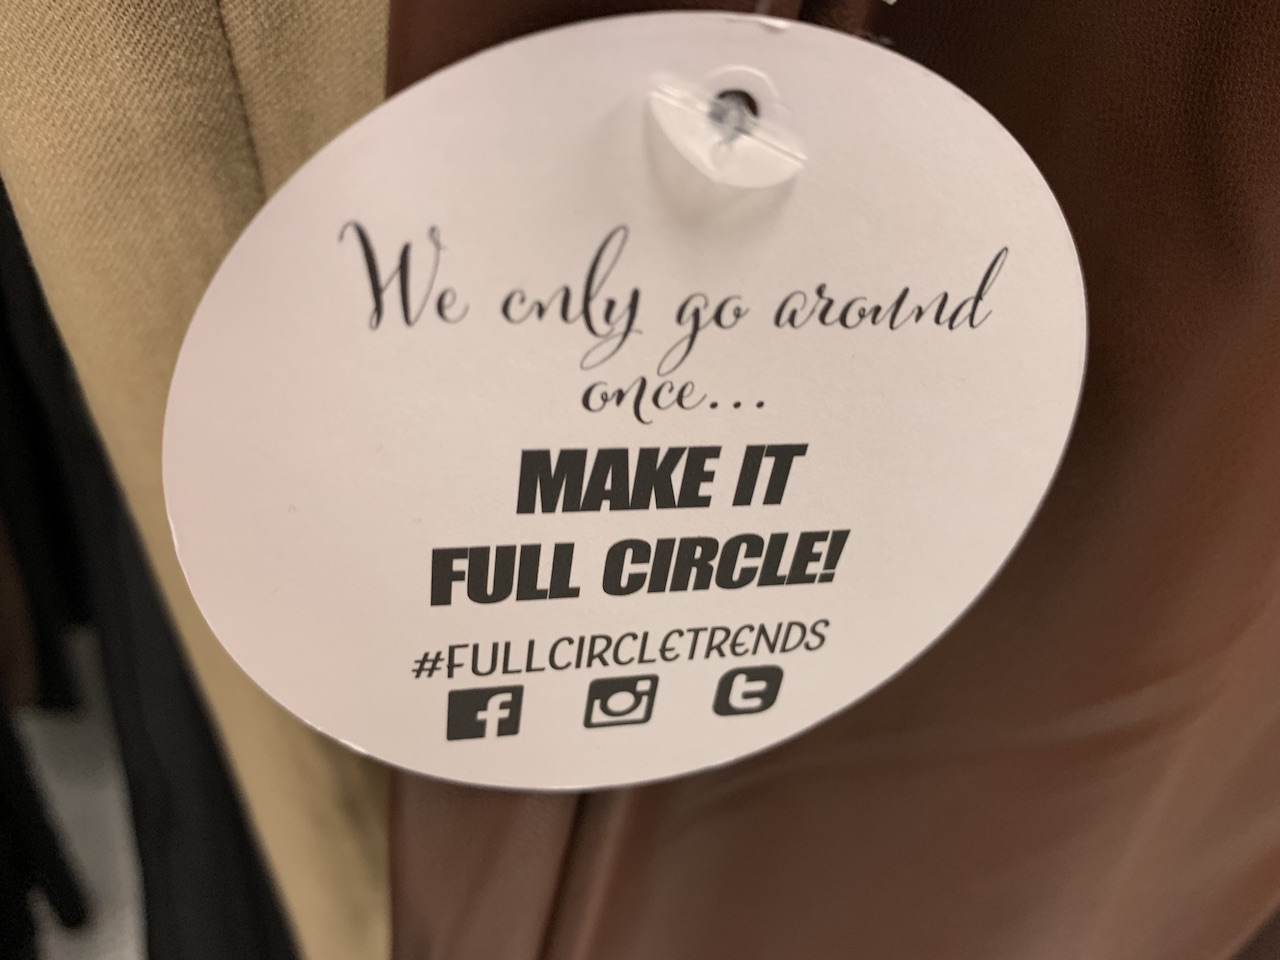 We only go around
once...
MAKE IT
FULL CIRCLE!
#FULLCIRCLETRENDS